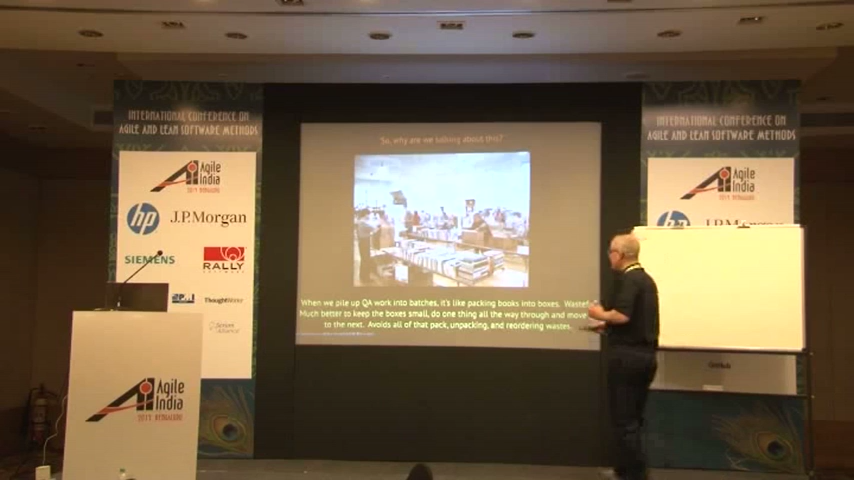 INTERNATIONAL CONFERENCE ON
AGILE AND LEAN SOFTWARE METHODS
Agile
India
hp
J.P.Morgan
SIEMENS
RALLY
ThoughtWorks
Agile
India
"So, why are we talking about this?"
When we pile up QA work into batches, it's like packing books into boxes.
Much better to keep the boxes small, do one thing all the way through and move
to the next. Avoids all of that pack, unpacking, and reordering wastes.
INTERNATIONAL CONFERENCE ON
AGILE AND LEAN SOFTWARE METHODS
Agile
India
hp
J.P.Morgan
GitHub